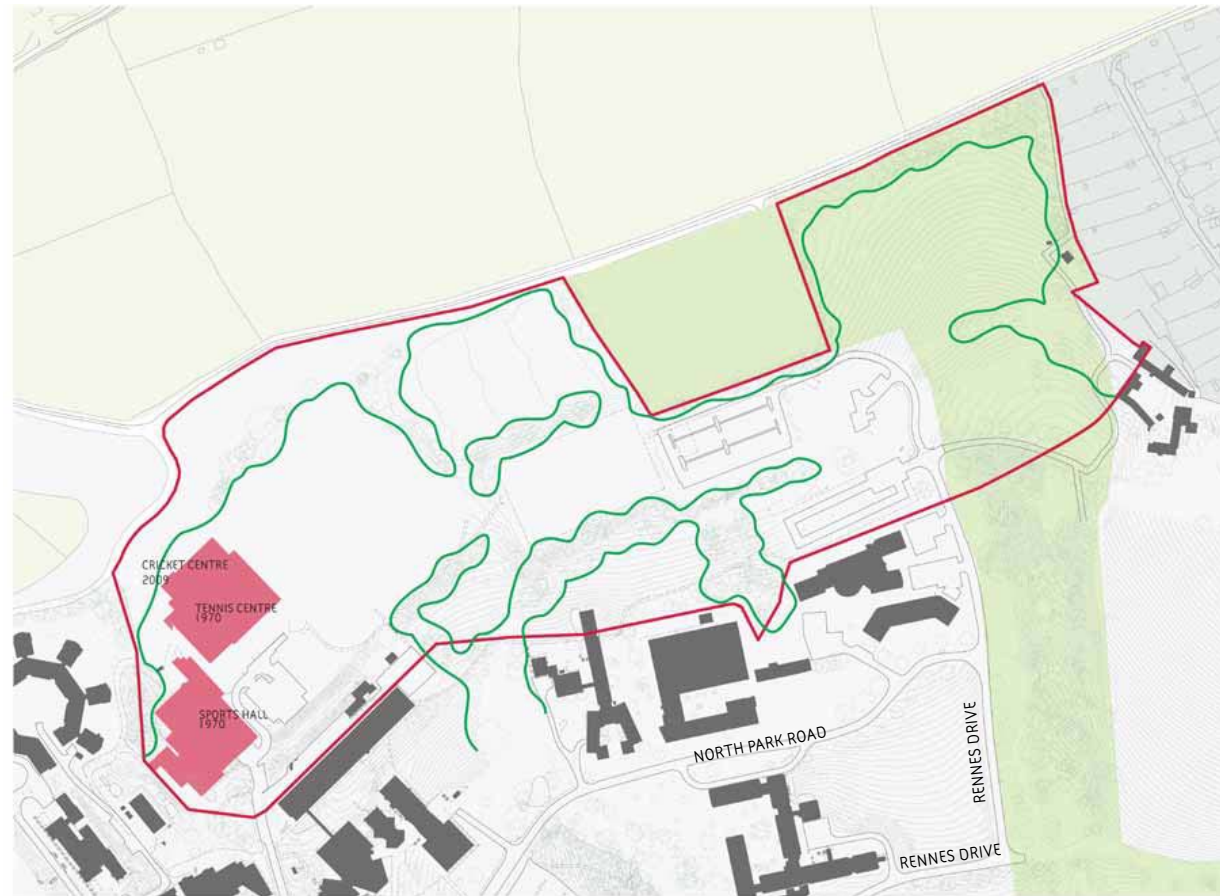 CRICKET CENTRE
2009
TENNIS CENTRE
1970
SPORTS HALL
1970
NORTH PARK ROAD
RENNES DRIVE
RENNES DRIVE